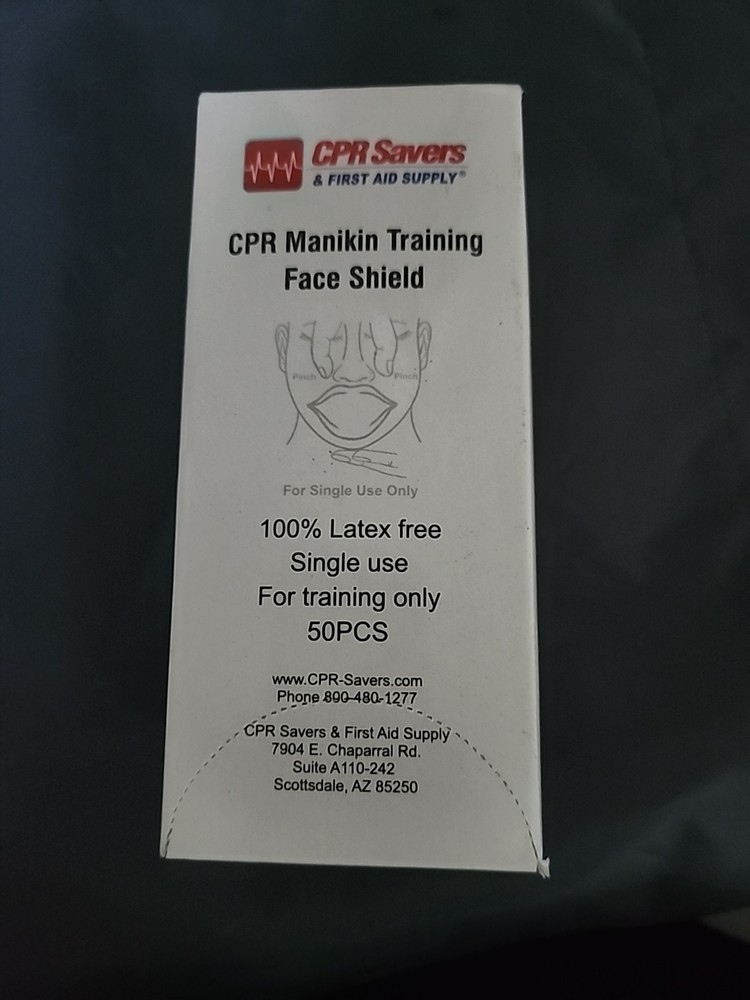 CPR Savers
& FIRST AID SUPPLY®
CPR Manikin Training
Face Shield
Pinch Pinch
For Single Use Only
100% Latex free
Single use
For training only
50PCS
www.CPR-Savers.com
Phone 800-480-1277
CPR Savers & First Aid Supply
7904 E. Chaparral Rd.
Suite A110-242
Scottsdale, AZ 85250